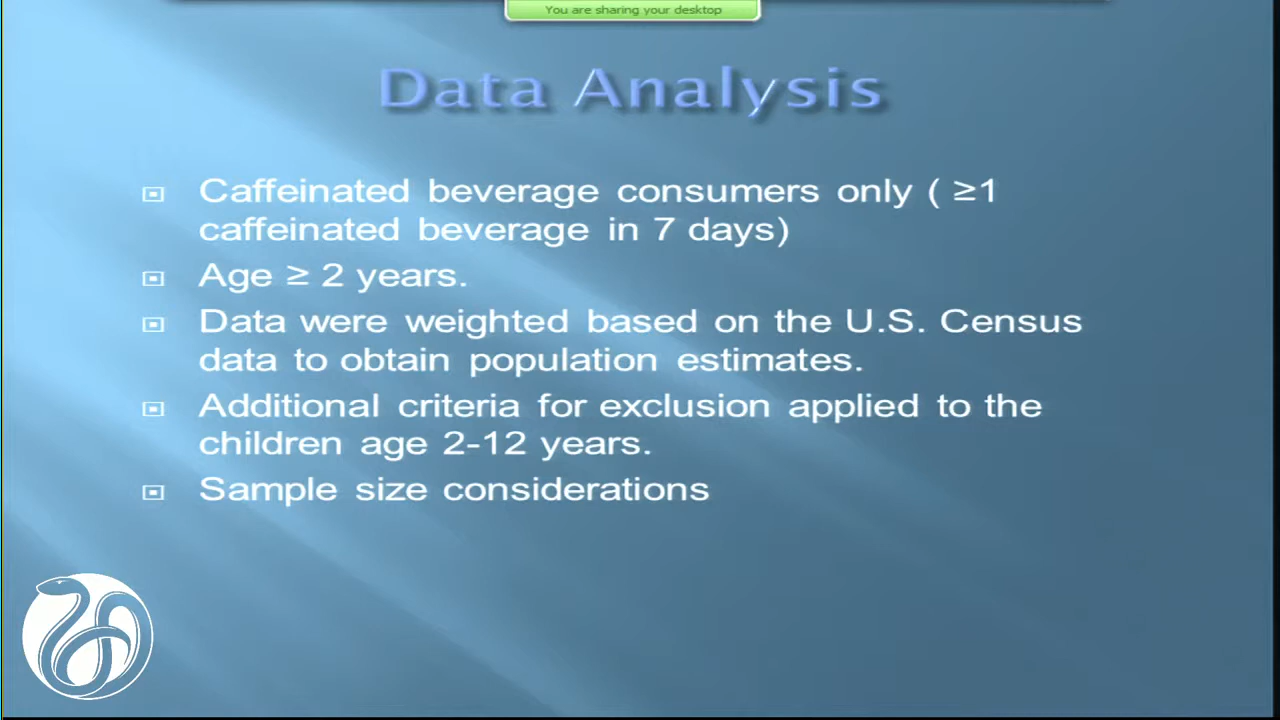 You are sharing your desktop
Data Analysis
Caffeinated beverage consumers only ( ≥1
caffeinated beverage in 7 days)
Age ≥ 2 years.
Data were weighted based on the U.S. Census
data to obtain population estimates.
Additional criteria for exclusion applied to the
children age 2-12 years.
Sample size considerations